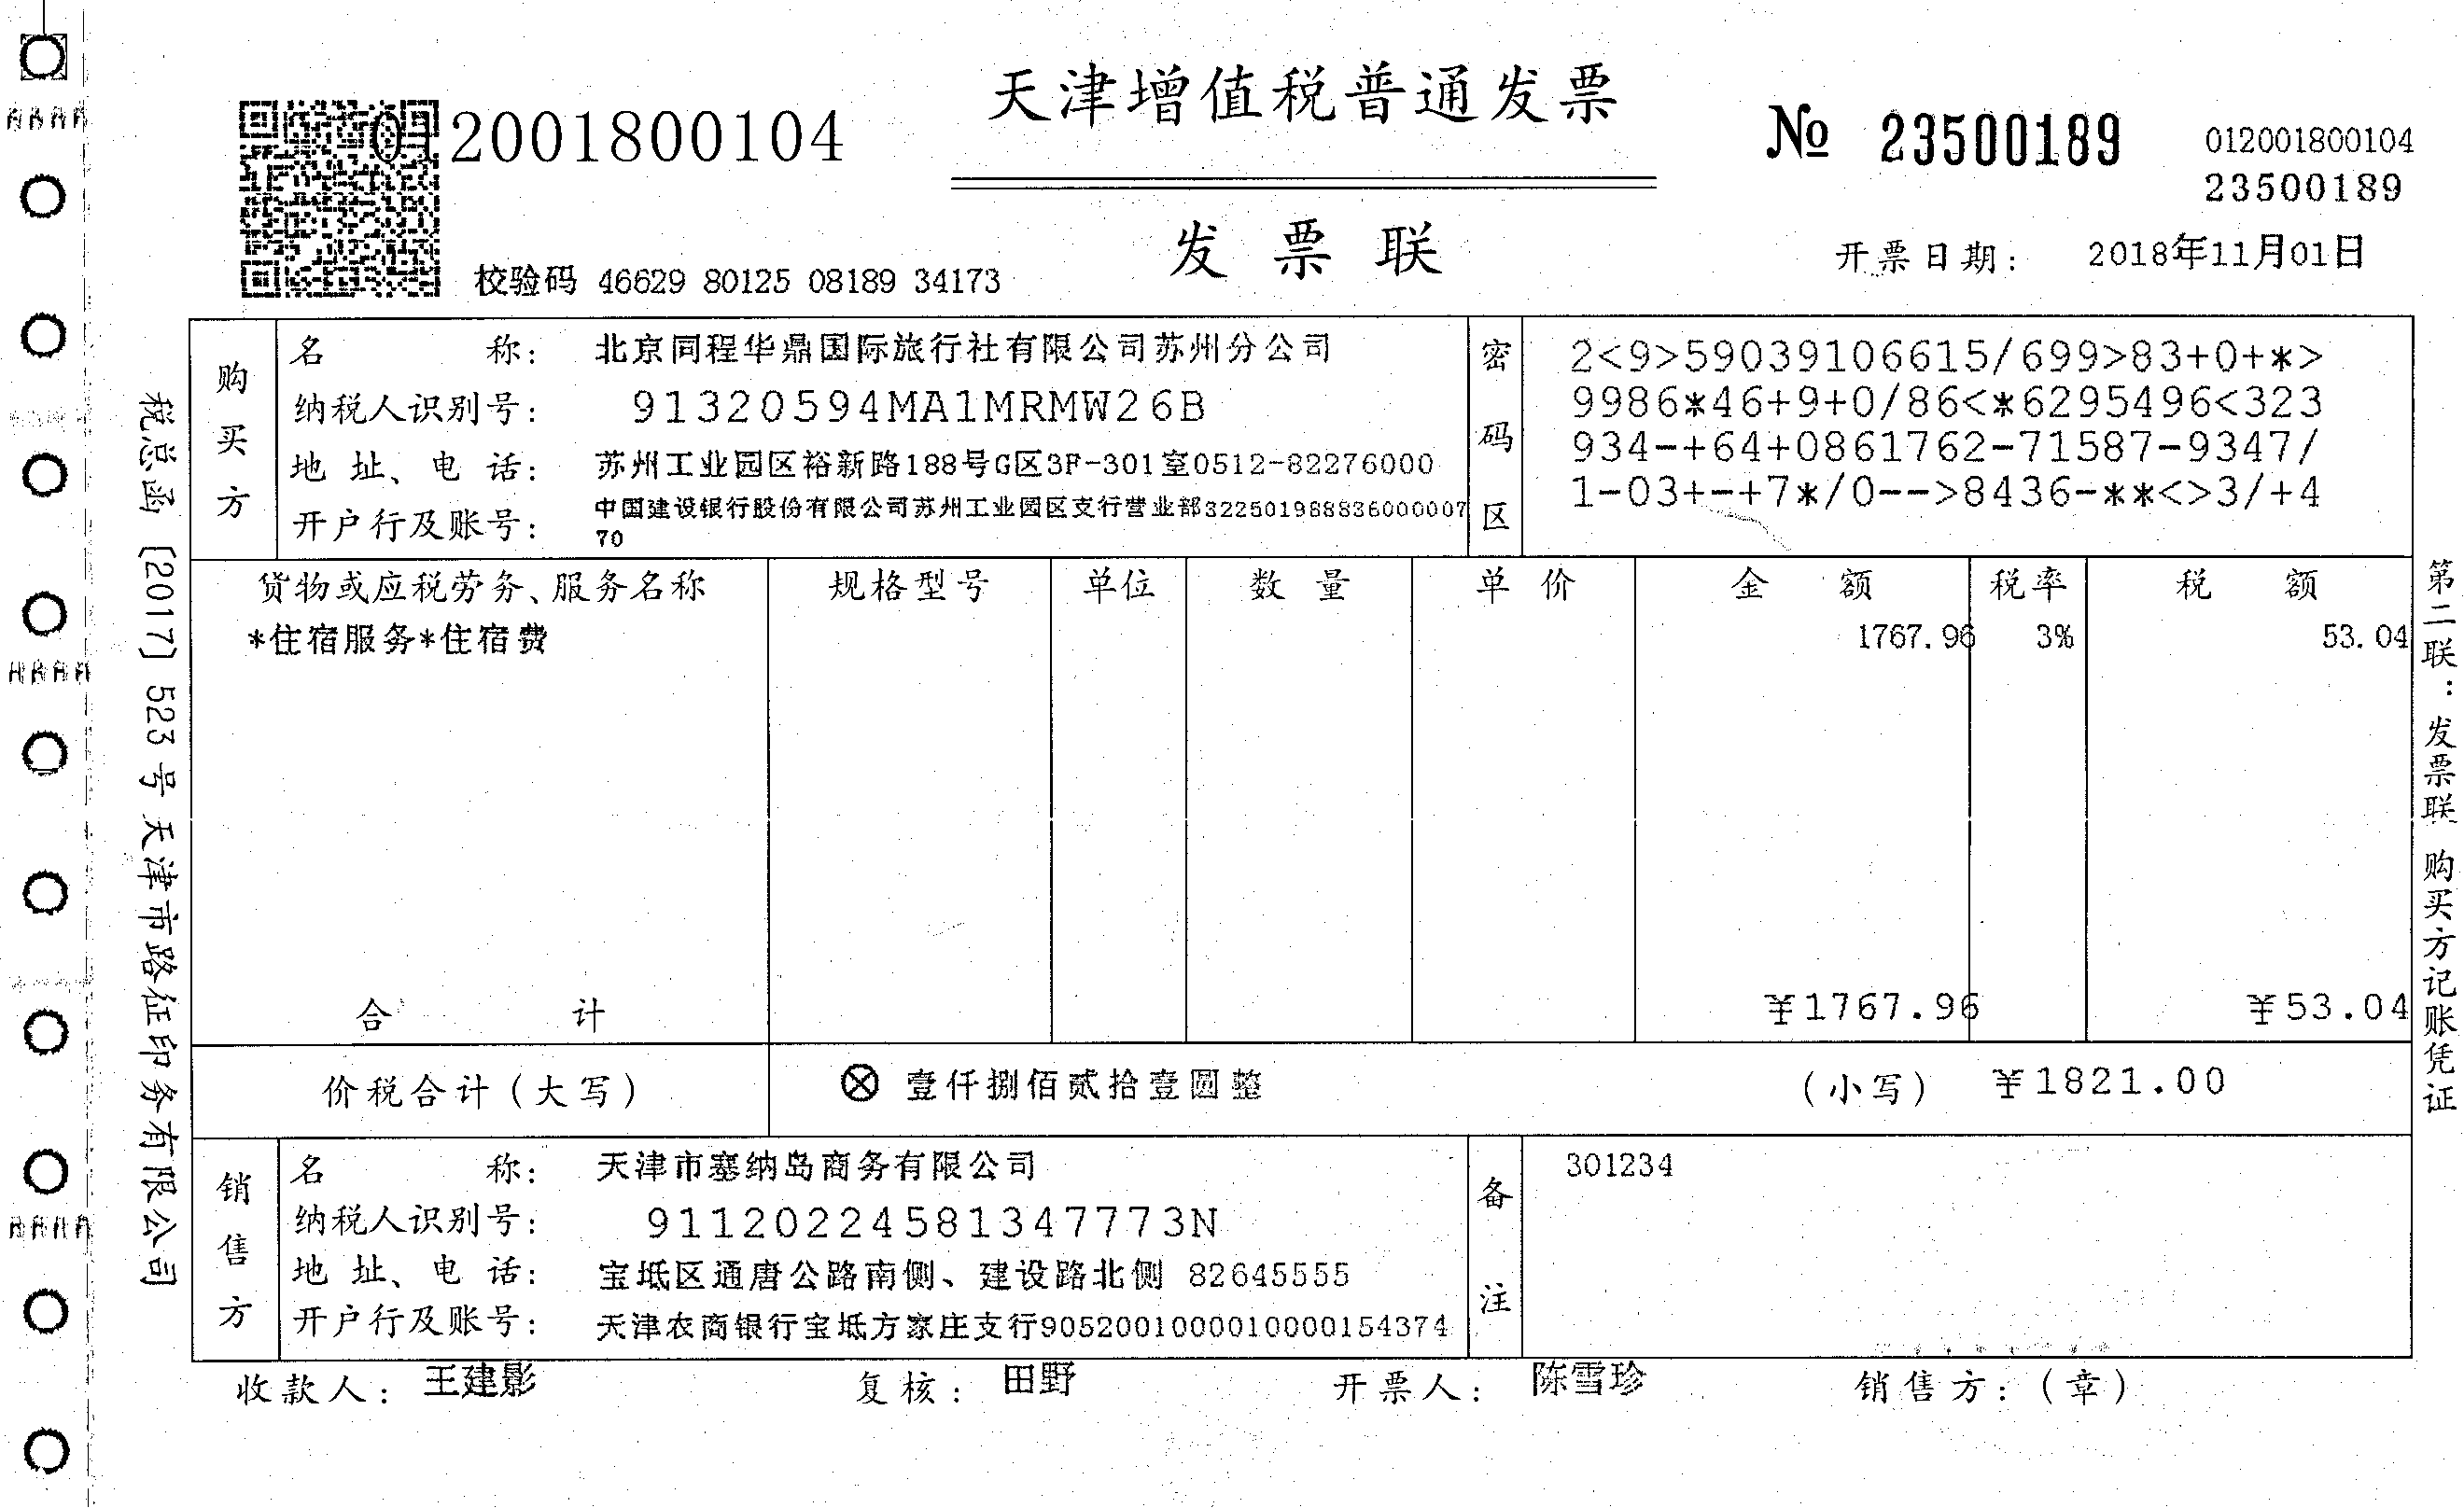 天津增值税普通发票
012001800104
№ 23500189
012001800104
23500189
发票联
校验码 46629 80125 08189 34173
开票日期: 2018年11月01日
购买方
名称: 北京同程华鼎国际旅行社有限公司苏州分公司
纳税人识别号: 91320594MA1MRMW26B
地址、电话: 苏州工业园区裕新路188号G区3F-301室0512-82276000
开户行及账号: 中国建设银行股份有限公司苏州工业园区支行营业部3225019888360000007
70
密码区
2<9>59039106615/699>83+0+*>
9986*46+9+0/86<*6295496<323
934-+64+0861762-71587-9347/
1-03+-+7*/0-->8436-**<>3/+4
货物或应税劳务、服务名称 规格型号 单位 数量 单价 金额 税率 税额
*住宿服务*住宿费 1767.96 3% 53.04
合计 ¥1767.96 ¥53.04
价税合计(大写) ⊗ 壹仟捌佰贰拾壹圆整 (小写) ¥1821.00
销售方
名称: 天津市塞纳岛商务有限公司
纳税人识别号: 91120224581347773N
地址、电话: 宝坻区通唐公路南侧、建设路北侧 82645555
开户行及账号: 天津农商银行宝坻方家庄支行9052001000010000154374
备注
301234
收款人: 王建影 复核: 田野 开票人: 陈雪珍 销售方:(章)
税总函〔2017〕523号天津市路征印务有限公司
第二联:发票联 购买方记账凭证